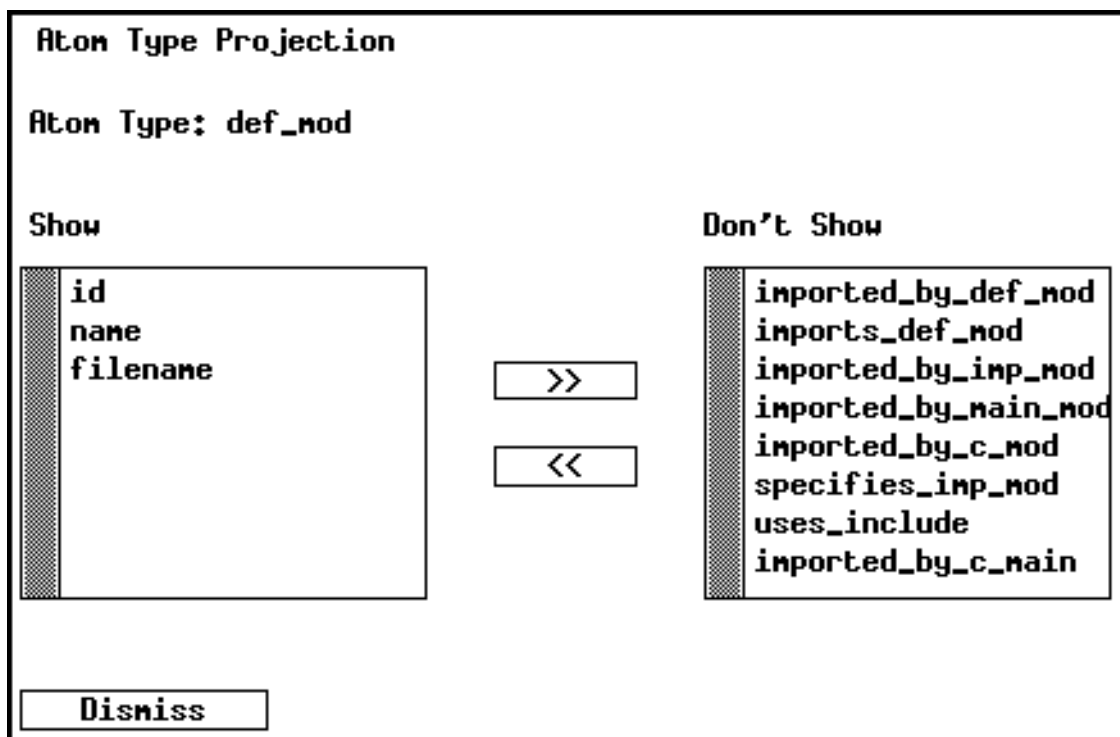 Atom Type Projection
Atom Type: def_mod
Show
Don't Show
id
name
filename
>>
<<
imported_by_def_mod
imports_def_mod
imported_by_imp_mod
imported_by_main_mod
imported_by_c_mod
specifies_imp_mod
uses_include
imported_by_c_main
Dismiss